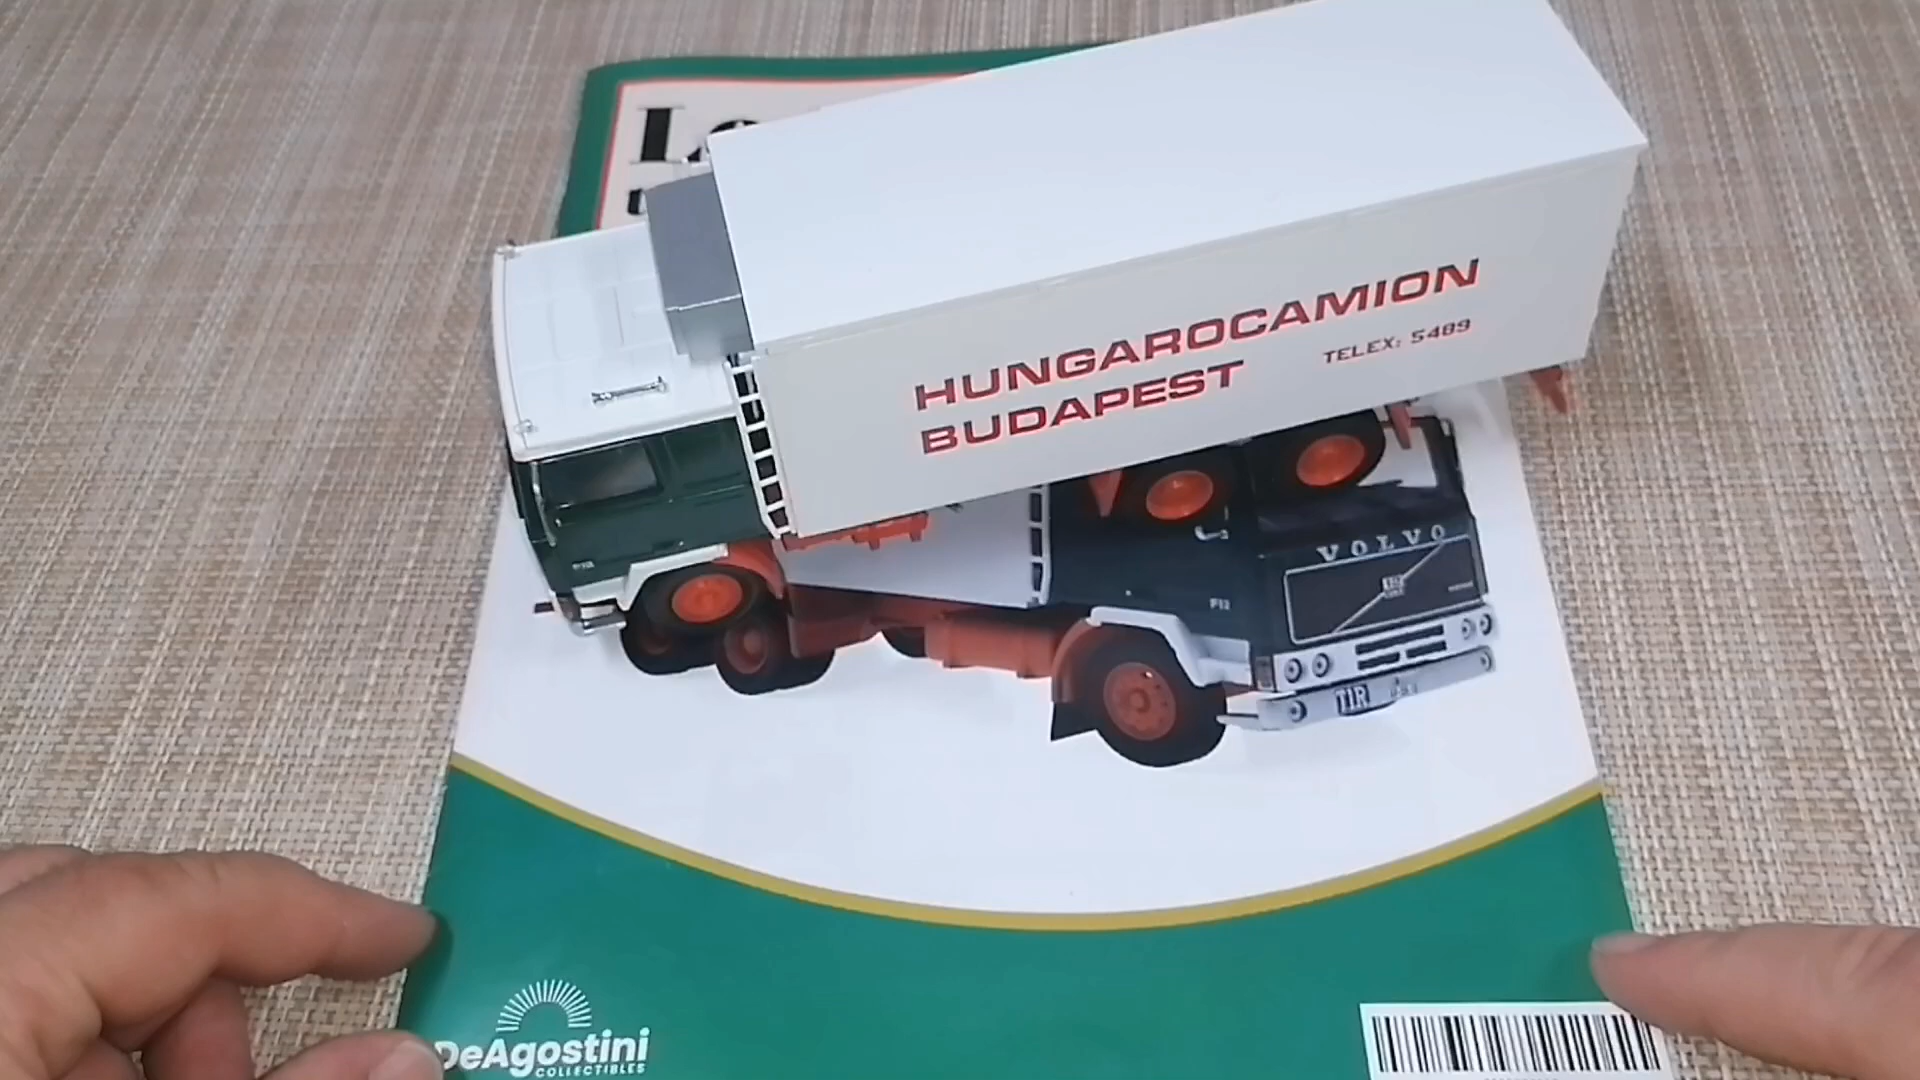 HUNGAROCAMION
BUDAPEST
TELEX: 5489
VOLVO
F12
TIR
DeAgostini
COLLECTIBLES